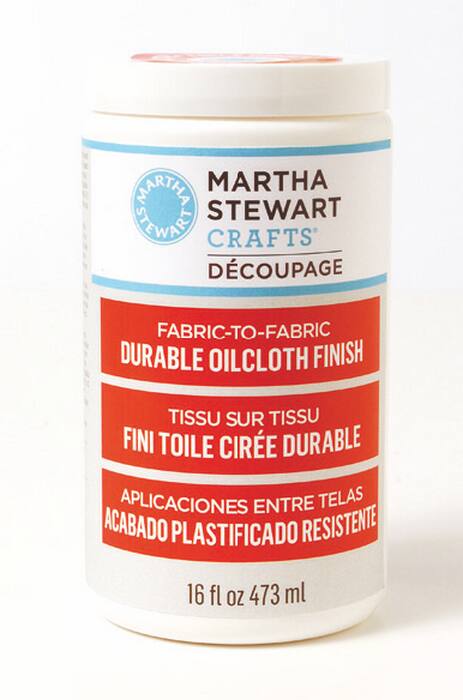 MARTHA
STEWART
MARTHA
STEWART
CRAFTS®
DÉCOUPAGE
FABRIC-TO-FABRIC
DURABLE OILCLOTH FINISH
TISSU SUR TISSU
FINI TOILE CIRÉE DURABLE
APLICACIONES ENTRE TELAS
ACABADO PLASTIFICADO RESISTENTE
16 fl oz 473 ml